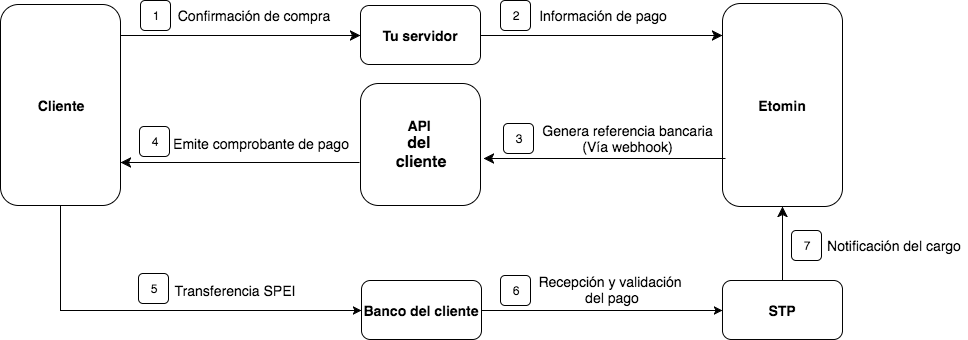 1 Confirmación de compra
2 Información de pago
Tu servidor
Cliente
Etomin
API
del
cliente
3 Genera referencia bancaria
(Vía webhook)
4 Emite comprobante de pago
7 Notificación del cargo
5 Transferencia SPEI
6 Recepción y validación
del pago
Banco del cliente
STP